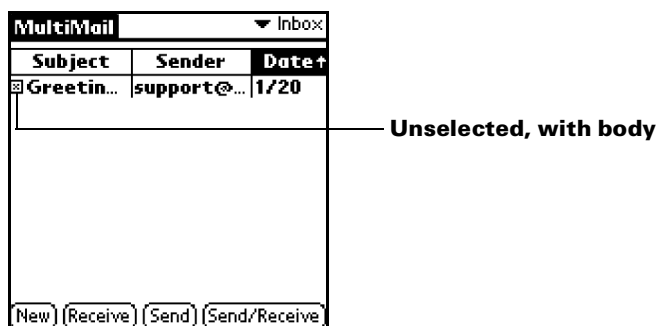 MultiMail Inbox
Subject Sender Date
Greetin... support@... 1/20
Unselected, with body
New Receive Send Send/Receive